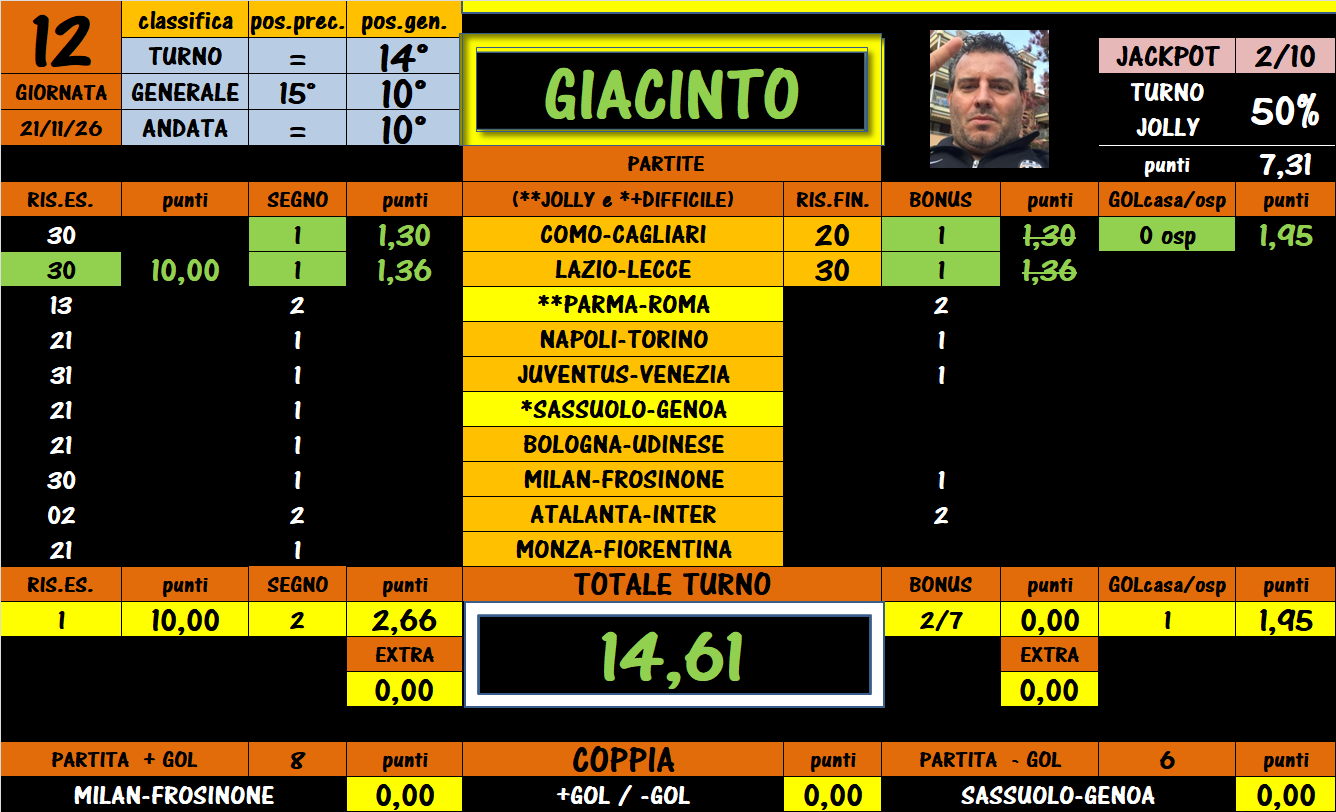 12 classifica pos.prec. pos.gen.
TURNO = 14°
GIORNATA GENERALE 15° 10°
21/11/26 ANDATA = 10°
GIACINTO
JACKPOT 2/10
TURNO
JOLLY 50%
punti 7,31
PARTITE
RIS.ES. punti SEGNO punti (**JOLLY e *+DIFFICILE) RIS.FIN. BONUS punti GOLcasa/osp punti
30 1 1,30 COMO-CAGLIARI 20 1 1,30 0 osp 1,95
30 10,00 1 1,36 LAZIO-LECCE 30 1 1,36
13 2 **PARMA-ROMA 2
21 1 NAPOLI-TORINO 1
31 1 JUVENTUS-VENEZIA 1
21 1 *SASSUOLO-GENOA
21 1 BOLOGNA-UDINESE
30 1 MILAN-FROSINONE 1
02 2 ATALANTA-INTER 2
21 1 MONZA-FIORENTINA
RIS.ES. punti SEGNO punti TOTALE TURNO BONUS punti GOLcasa/osp punti
1 10,00 2 2,66 14,61 2/7 0,00 1 1,95
EXTRA EXTRA
0,00 0,00
PARTITA + GOL 8 punti COPPIA punti PARTITA - GOL 6 punti
MILAN-FROSINONE 0,00 +GOL / -GOL 0,00 SASSUOLO-GENOA 0,00